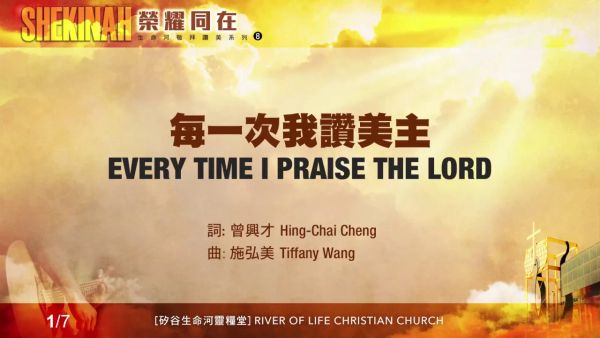 SHEKINAH 榮耀同在
生命河敬拜讚美系列 8
每一次我讚美主
EVERY TIME I PRAISE THE LORD
詞: 曾興才 Hing-Chai Cheng
曲: 施弘美 Tiffany Wang
1/7 [矽谷生命河靈糧堂] RIVER OF LIFE CHRISTIAN CHURCH